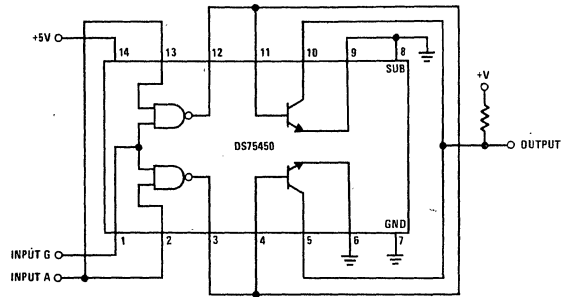 +5V
14 13 12 11 10 9 8
SUB
+V
DS75450
OUTPUT
GND
1 2 3 4 5 6 7
INPUT G
INPUT A